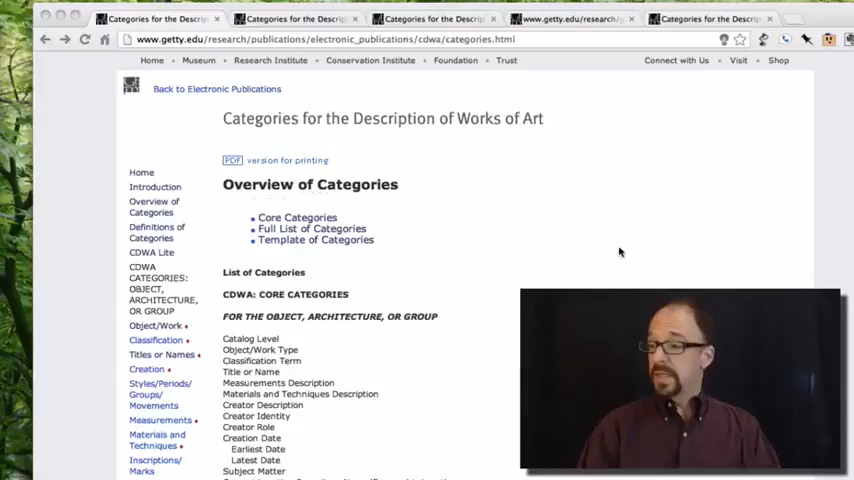 Categories for the Descripti
Categories for the Descripti
Categories for the Descripti
www.getty.edu/research/p
Categories for the Descripti
www.getty.edu/research/publications/electronic_publications/cdwa/categories.html
Home Museum Research Institute Conservation Institute Foundation Trust Connect with Us Visit Shop
Back to Electronic Publications
Categories for the Description of Works of Art
PDF version for printing
Overview of Categories
Core Categories
Full List of Categories
Template of Categories
List of Categories
CDWA: CORE CATEGORIES
FOR THE OBJECT, ARCHITECTURE, OR GROUP
Catalog Level
Object/Work Type
Classification Term
Title or Name
Measurements Description
Materials and Techniques Description
Creator Description
Creator Identity
Creator Role
Creation Date
Earliest Date
Latest Date
Subject Matter
Home
Introduction
Overview of
Categories
Definitions of
Categories
CDWA Lite
CDWA
CATEGORIES:
OBJECT,
ARCHITECTURE,
OR GROUP
Object/Work
Classification
Titles or Names
Creation
Styles/Periods/
Groups/
Movements
Measurements
Materials and
Techniques
Inscriptions/
Marks